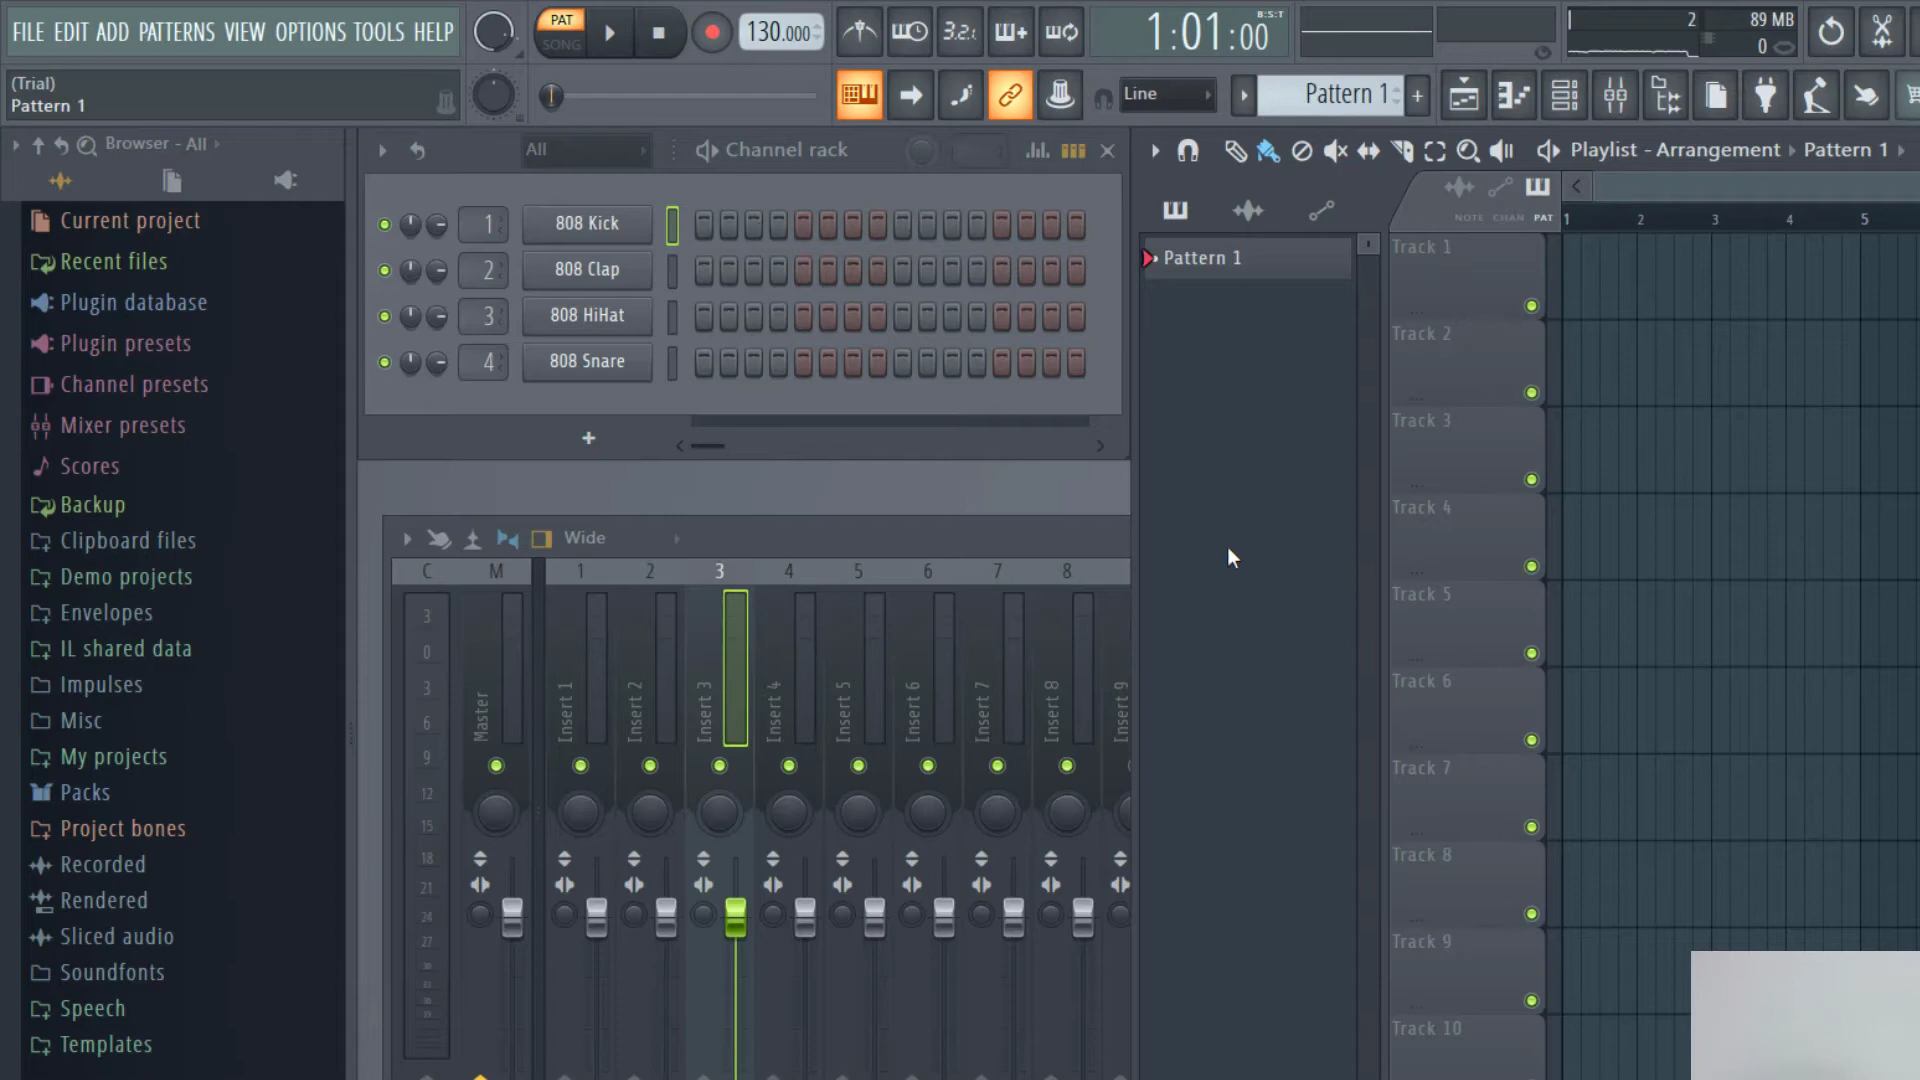 FILE EDIT ADD PATTERNS VIEW OPTIONS TOOLS HELP
PAT
SONG
130.000
3.2.
1:01:00
B:S:T
2
89 MB
0
(Trial)
Pattern 1
Line
Pattern 1
+
Browser - All
Current project
Recent files
Plugin database
Plugin presets
Channel presets
Mixer presets
Scores
Backup
Clipboard files
Demo projects
Envelopes
IL shared data
Impulses
Misc
My projects
Packs
Project bones
Recorded
Rendered
Sliced audio
Soundfonts
Speech
Templates
All
Channel rack
1 808 Kick
2 808 Clap
3 808 HiHat
4 808 Snare
+
Wide
C M 1 2 3 4 5 6 7 8
3
0
3
6
9
12
15
18
21
24
27
Master
Insert 1
Insert 2
Insert 3
Insert 4
Insert 5
Insert 6
Insert 7
Insert 8
Insert 9
Playlist - Arrangement Pattern 1
NOTE CHAN PAT
1 2 3 4 5
Pattern 1
Track 1
Track 2
Track 3
Track 4
Track 5
Track 6
Track 7
Track 8
Track 9
Track 10